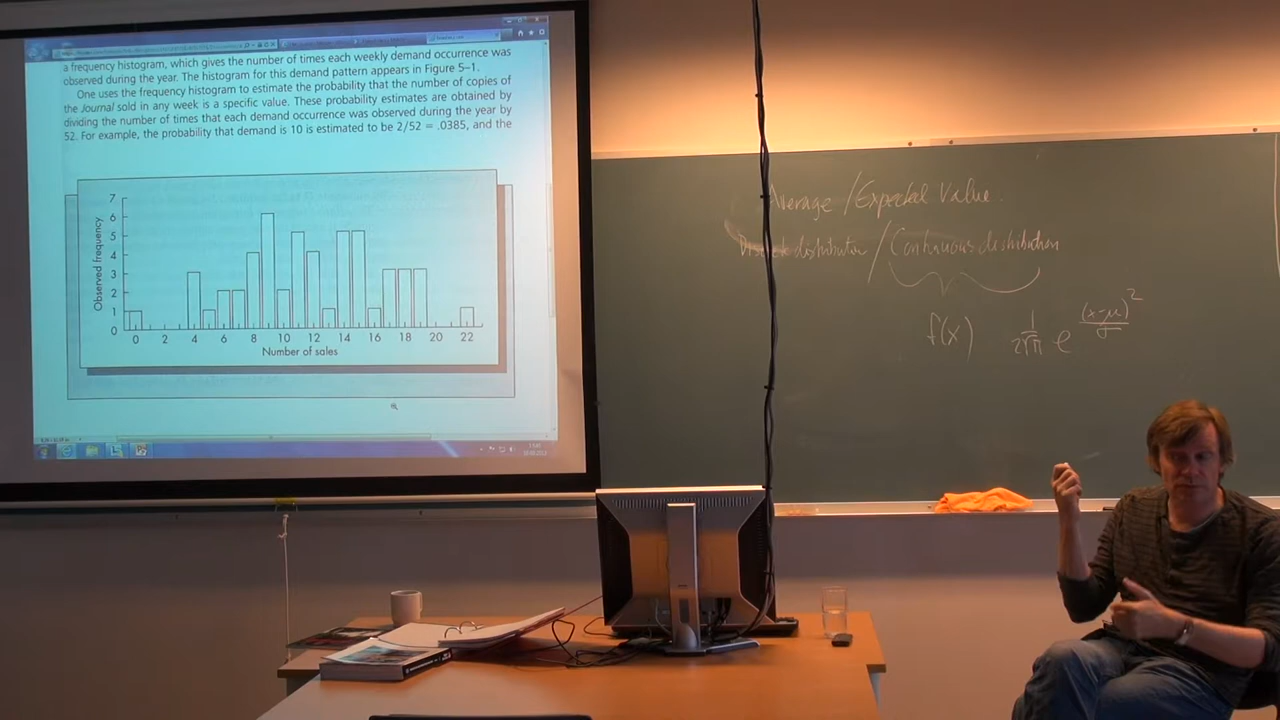 a frequency histogram, which gives the number of times each weekly demand occurrence was
observed during the year. The histogram for this demand pattern appears in Figure 5–1.
One uses the frequency histogram to estimate the probability that the number of copies of
the Journal sold in any week is a specific value. These probability estimates are obtained by
dividing the number of times that each demand occurrence was observed during the year by
52. For example, the probability that demand is 10 is estimated to be 2/52 = .0385, and the
7
6
5
4
3
2
1
0
Observed frequency
0 2 4 6 8 10 12 14 16 18 20 22
Number of sales
Average / Expected Value
Discrete distribution / Continuous distribution
f(x) e (x-μ)²